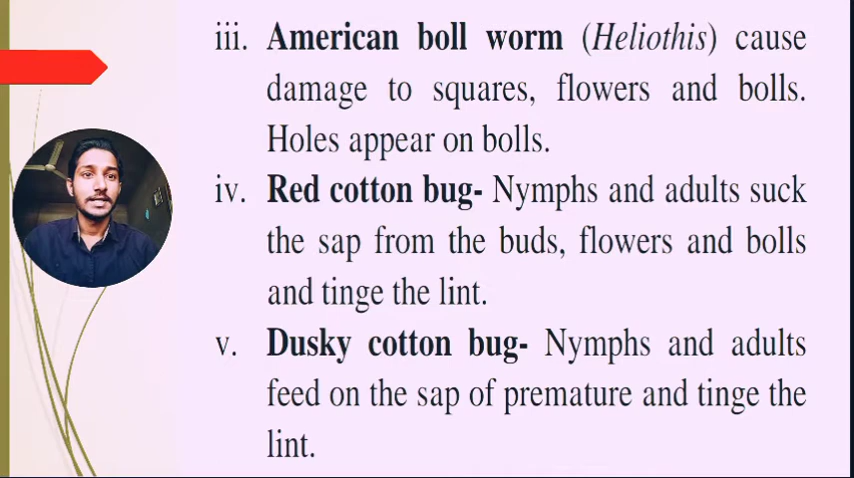 iii. American boll worm (Heliothis) cause
damage to squares, flowers and bolls.
Holes appear on bolls.
iv. Red cotton bug- Nymphs and adults suck
the sap from the buds, flowers and bolls
and tinge the lint.
v. Dusky cotton bug- Nymphs and adults
feed on the sap of premature and tinge the
lint.